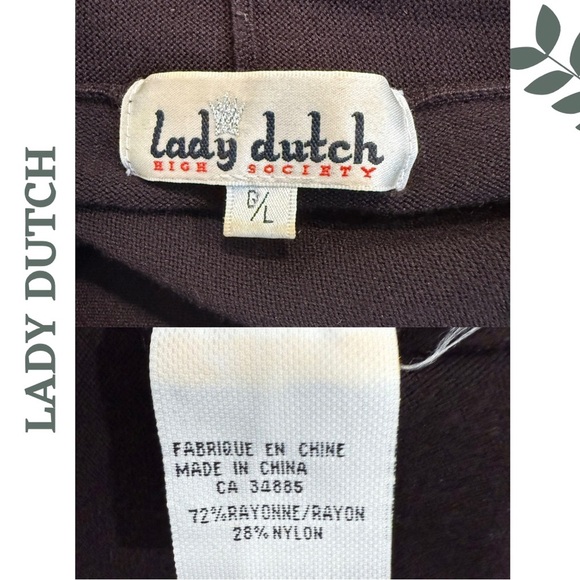 LADY DUTCH
lady dutch
HIGH SOCIETY
G/L
FABRIQUE EN CHINE
MADE IN CHINA
CA 34885
72%RAYONNE/RAYON
28%NYLON